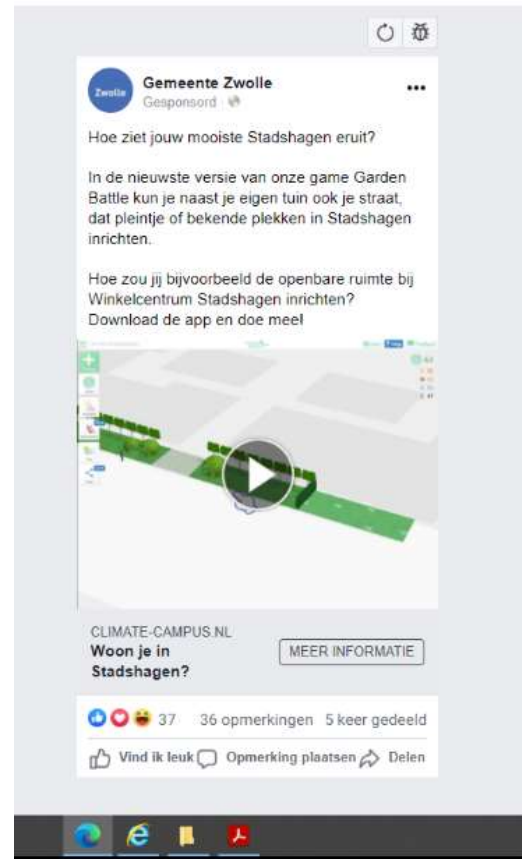 Zwolle
Gemeente Zwolle
Gesponsord
Hoe ziet jouw mooiste Stadshagen eruit?
In de nieuwste versie van onze game Garden
Battle kun je naast je eigen tuin ook je straat,
dat pleintje of bekende plekken in Stadshagen
inrichten.
Hoe zou jij bijvoorbeeld de openbare ruimte bij
Winkelcentrum Stadshagen inrichten?
Download de app en doe mee!
CLIMATE-CAMPUS.NL
Woon je in
Stadshagen?
MEER INFORMATIE
37 36 opmerkingen 5 keer gedeeld
Vind ik leuk Opmerking plaatsen Delen